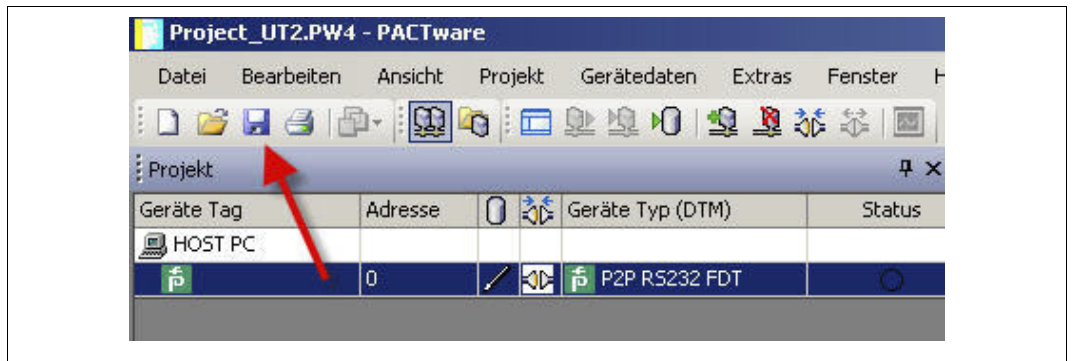 Project_UT2.PW4 - PACTware
Datei Bearbeiten Ansicht Projekt Gerätedaten Extras Fenster H
Projekt
Geräte Tag Adresse Geräte Typ (DTM) Status
HOST PC
0 P2P RS232 FDT